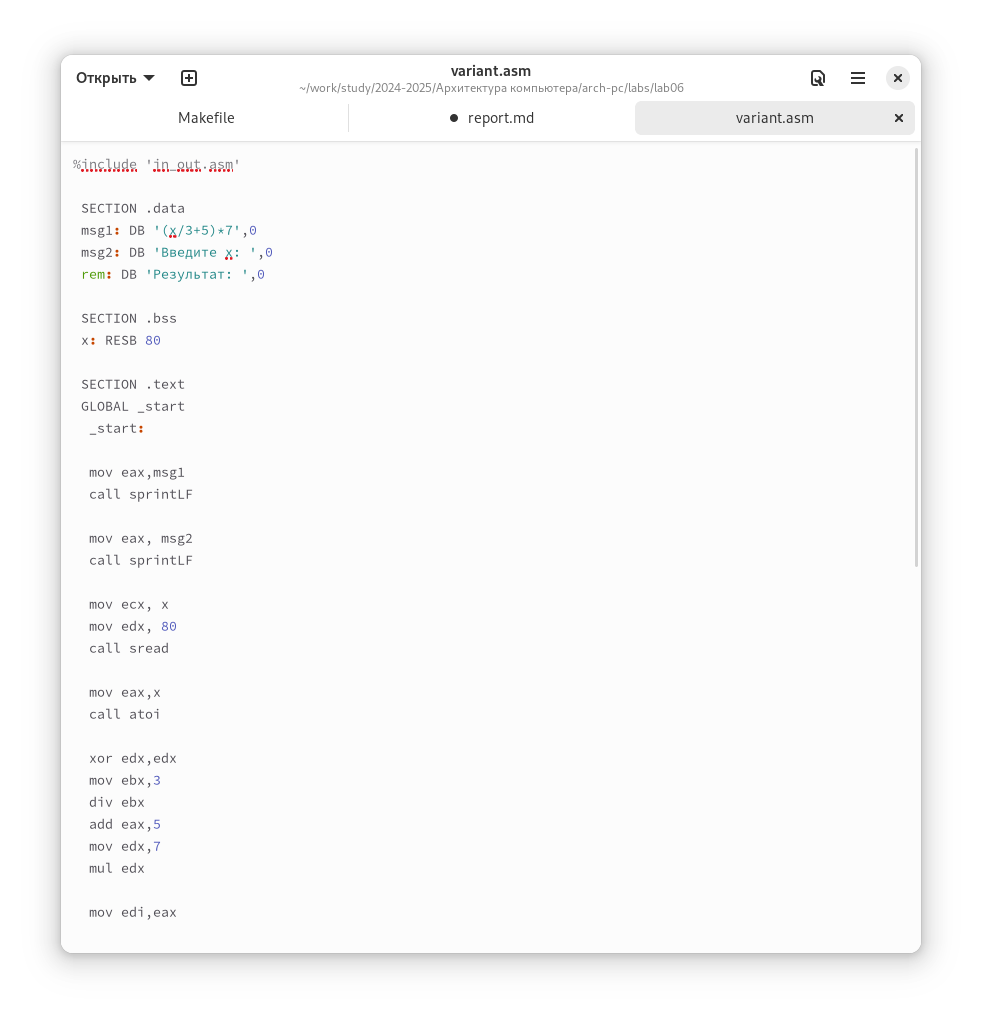 Открыть
variant.asm
~/work/study/2024-2025/Архитектура компьютера/arch-pc/labs/lab06
Makefile
report.md
variant.asm
%include 'in_out.asm'
SECTION .data
msg1: DB '(x/3+5)*7',0
msg2: DB 'Введите x: ',0
rem: DB 'Результат: ',0
SECTION .bss
x: RESB 80
SECTION .text
GLOBAL _start
_start:
mov eax,msg1
call sprintLF
mov eax, msg2
call sprintLF
mov ecx, x
mov edx, 80
call sread
mov eax,x
call atoi
xor edx,edx
mov ebx,3
div ebx
add eax,5
mov edx,7
mul edx
mov edi,eax